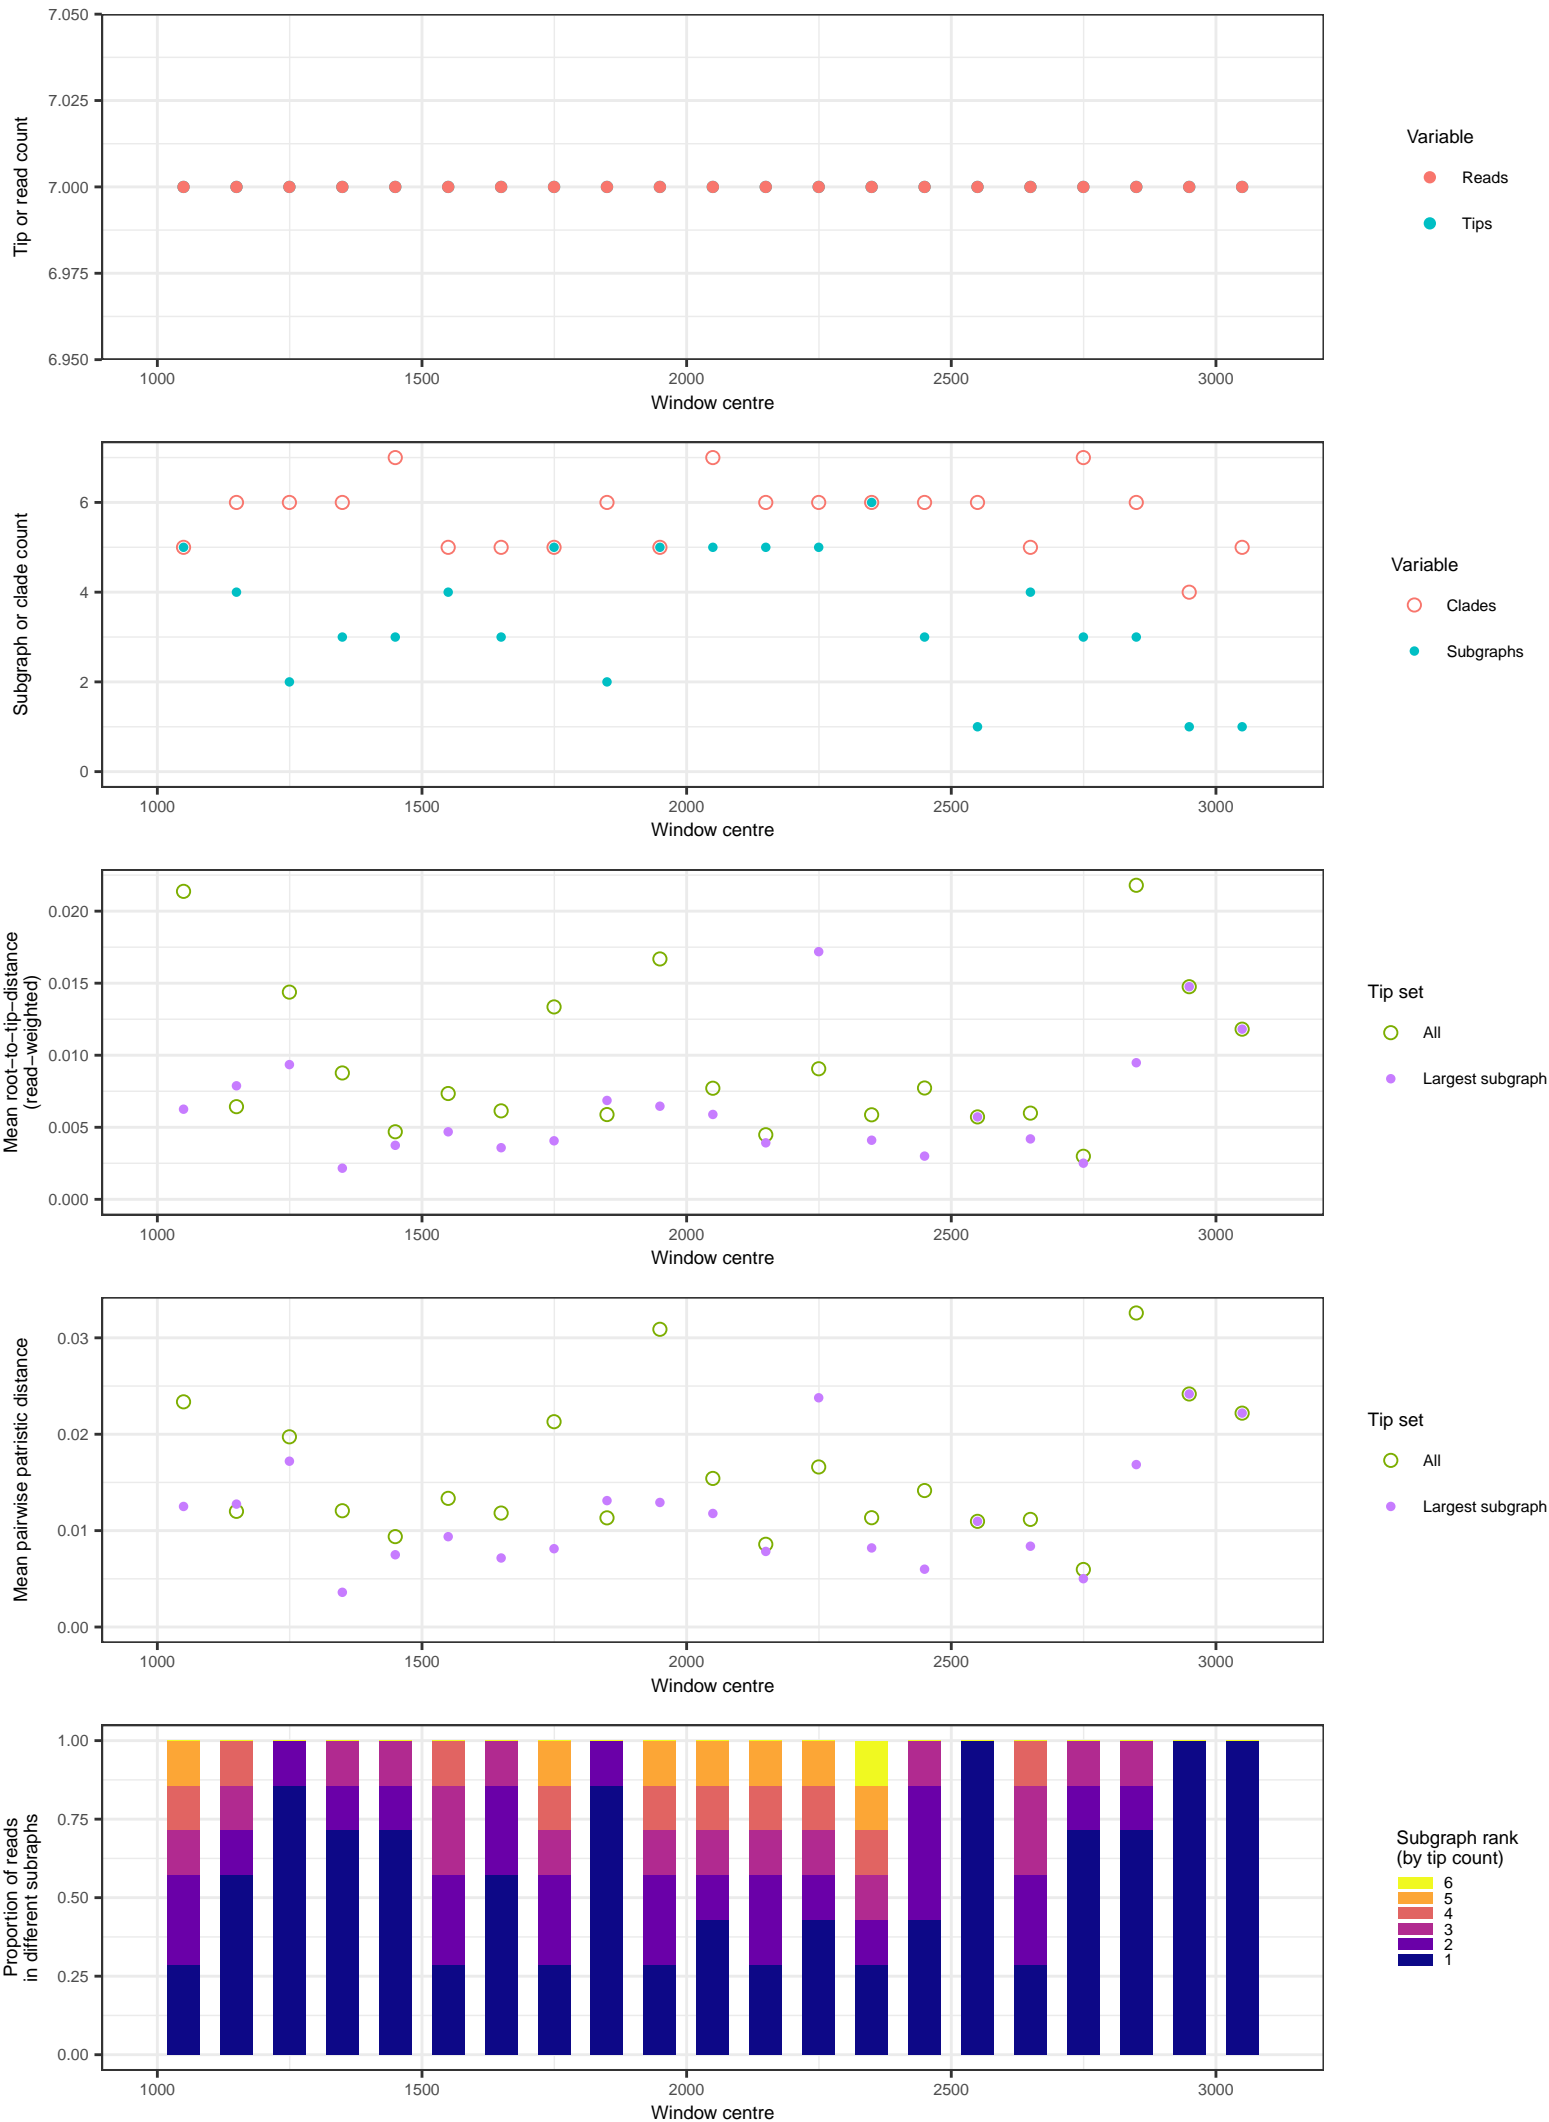 7.050
7.025
7.000
6.975
6.950
Tip or read count
1000 1500 2000 2500 3000
Window centre
Variable
Reads
Tips
6
4
2
0
Subgraph or clade count
1000 1500 2000 2500 3000
Window centre
Variable
Clades
Subgraphs
0.020
0.015
0.010
0.005
0.000
Mean root−to−tip−distance
(read−weighted)
1000 1500 2000 2500 3000
Window centre
Tip set
All
Largest subgraph
0.03
0.02
0.01
0.00
Mean pairwise patristic distance
1000 1500 2000 2500 3000
Window centre
Tip set
All
Largest subgraph
1.00
0.75
0.50
0.25
0.00
Proportion of reads
in different subraphs
1000 1500 2000 2500 3000
Window centre
Subgraph rank
(by tip count)
6
5
4
3
2
1